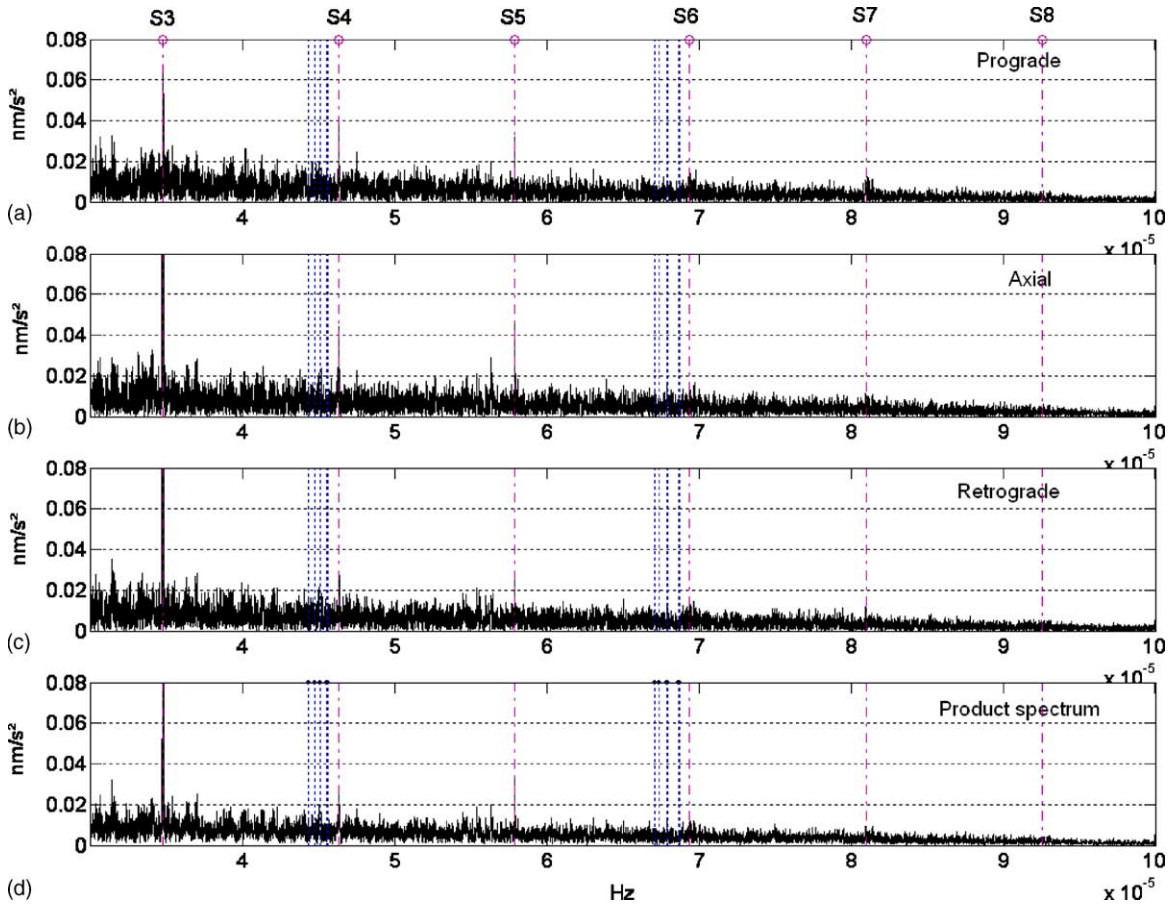 S3 S4 S5 S6 S7 S8
0.08
Prograde
0.06
nm/s²
0.04
0.02
0
(a)
4 5 6 7 8 9 10
x 10⁻⁵
0.08
Axial
0.06
nm/s²
0.04
0.02
0
(b)
4 5 6 7 8 9 10
x 10⁻⁵
0.08
Retrograde
0.06
nm/s²
0.04
0.02
0
(c)
4 5 6 7 8 9 10
x 10⁻⁵
0.08
Product spectrum
0.06
nm/s²
0.04
0.02
0
4 5 6 7 8 9 10
(d)
Hz
x 10⁻⁵